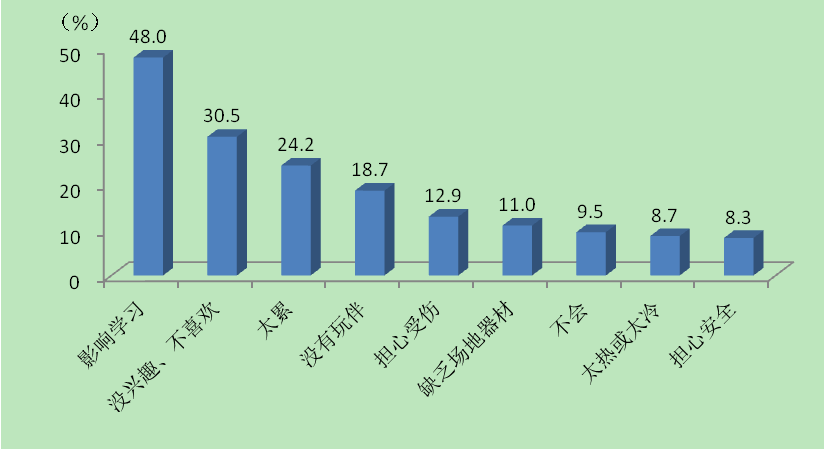 （%）
50
40
30
20
10
0
48.0
30.5
24.2
18.7
12.9
11.0
9.5
8.7
8.3
影响学习
没兴趣、不喜欢
太累
没有玩伴
担心受伤
缺乏场地器材
不会
太热或太冷
担心安全